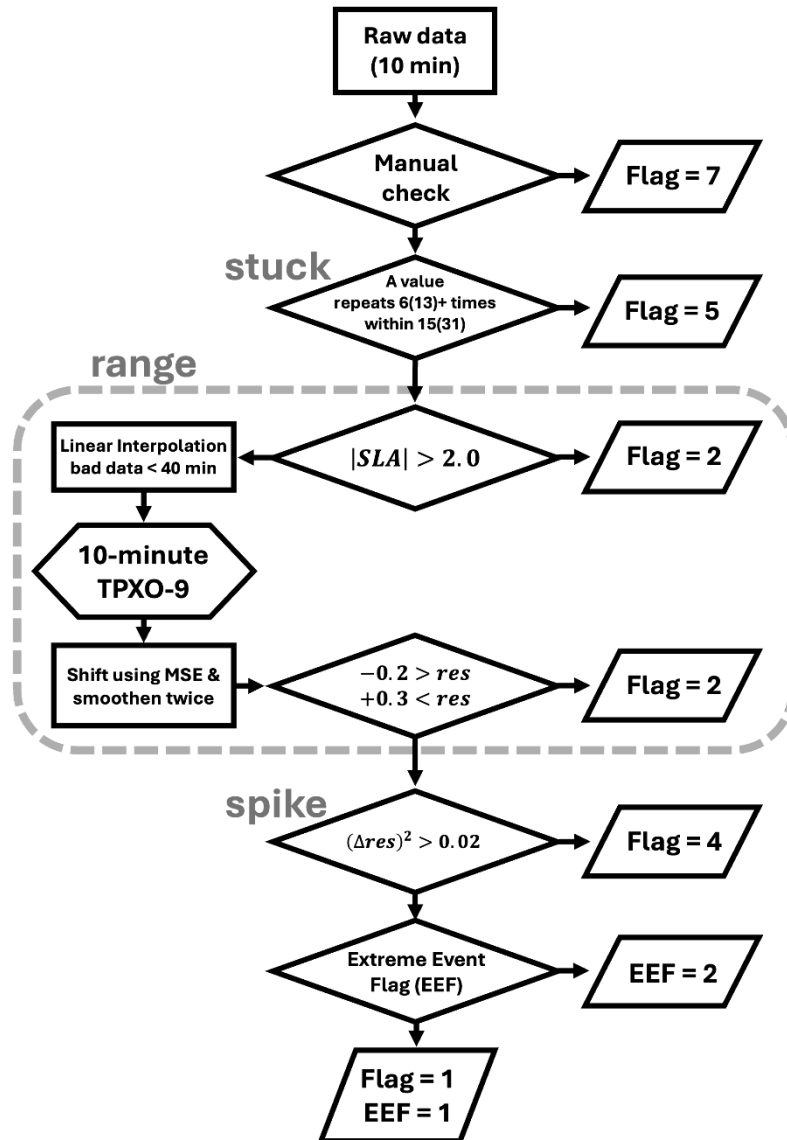 Raw data
(10 min)
Manual
check
Flag = 7
stuck
A value
repeats 6(13)+ times
within 15(31)
Flag = 5
range
Linear Interpolation
bad data < 40 min
|SLA| > 2.0
Flag = 2
10-minute
TPXO-9
Shift using MSE &
smoothen twice
−0.2 > res
+0.3 < res
Flag = 2
spike
(Δres)² > 0.02
Flag = 4
Extreme Event
Flag (EEF)
EEF = 2
Flag = 1
EEF = 1